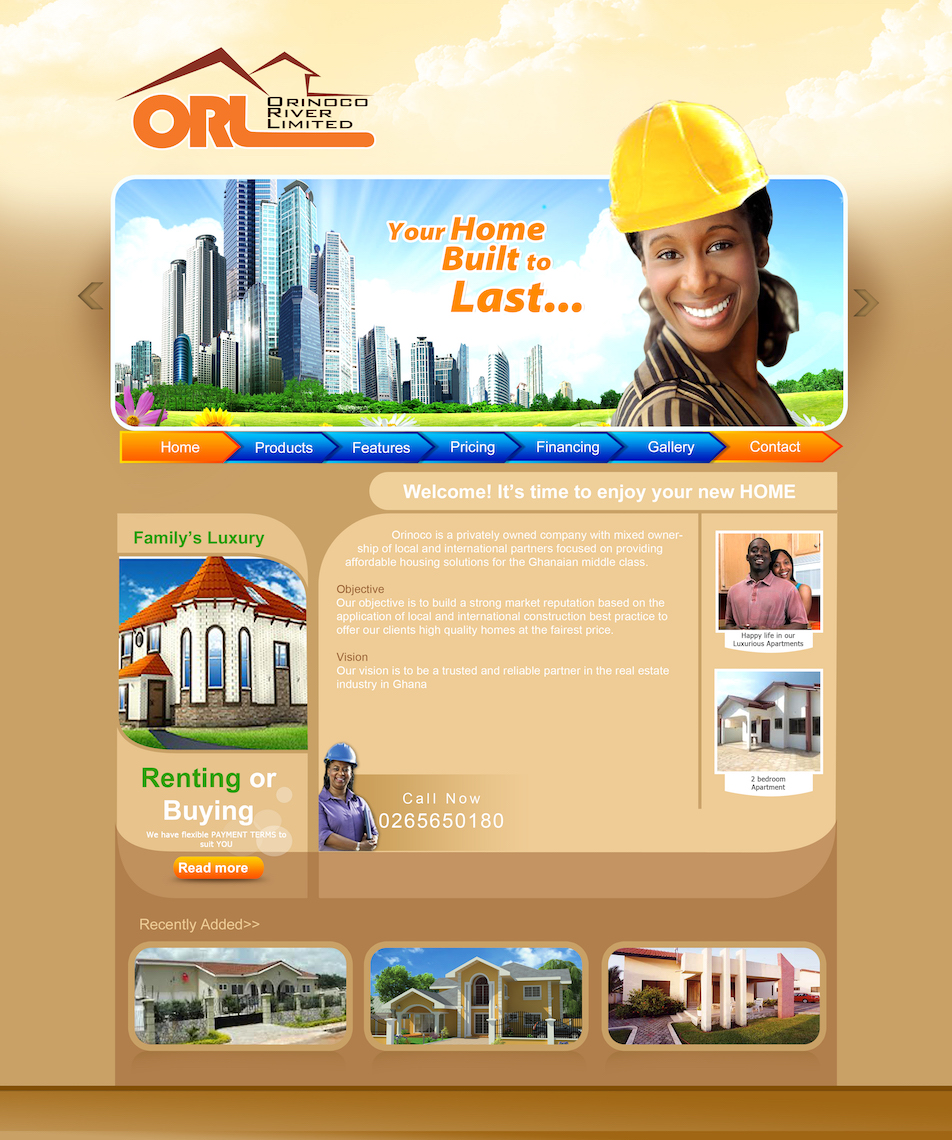 ORL
ORINOCO
RIVER
LIMITED
Your Home
Built to
Last...
Home
Products
Features
Pricing
Financing
Gallery
Contact
Welcome! It's time to enjoy your new HOME
Family's Luxury
Renting or
Buying
We have flexible PAYMENT TERMS to
suit YOU
Read more
Orinoco is a privately owned company with mixed owner-
ship of local and international partners focused on providing
affordable housing solutions for the Ghanaian middle class.
Objective
Our objective is to build a strong market reputation based on the
application of local and international construction best practice to
offer our clients high quality homes at the fairest price.
Vision
Our vision is to be a trusted and reliable partner in the real estate
industry in Ghana
Call Now
0265650180
Happy life in our
Luxurious Apartments
2 bedroom
Apartment
Recently Added>>